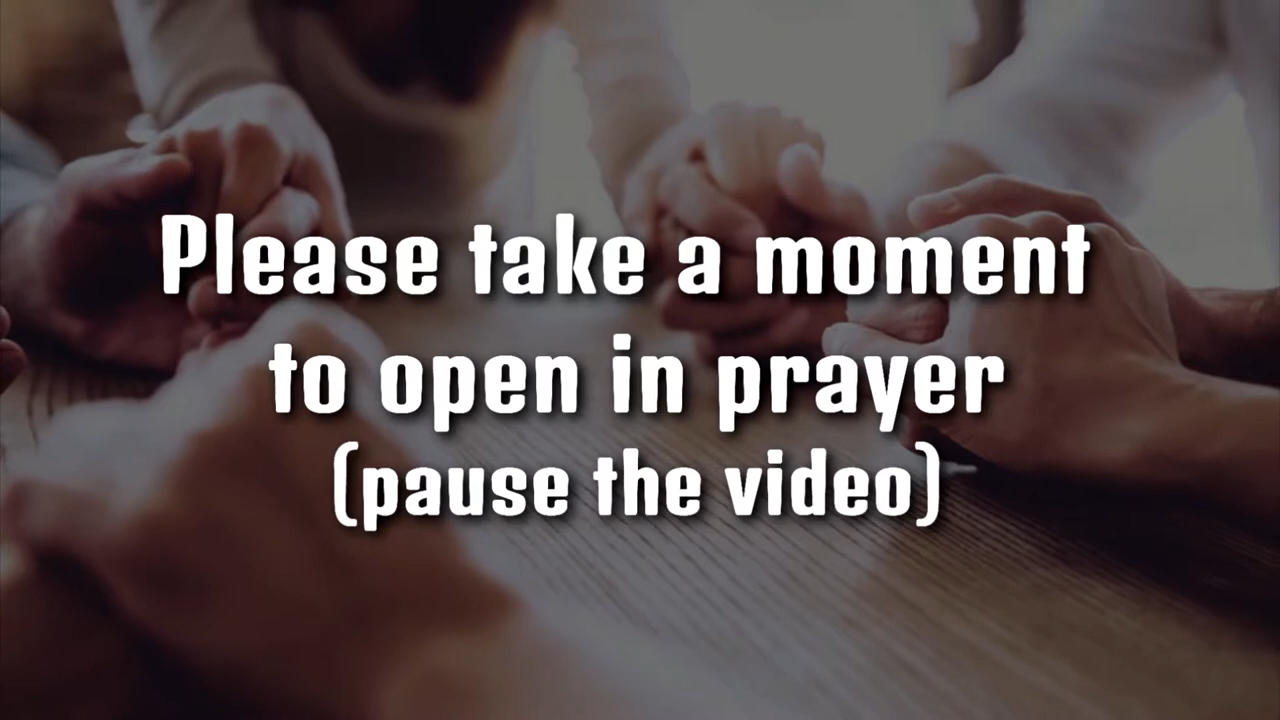 Please take a moment
to open in prayer
(pause the video)